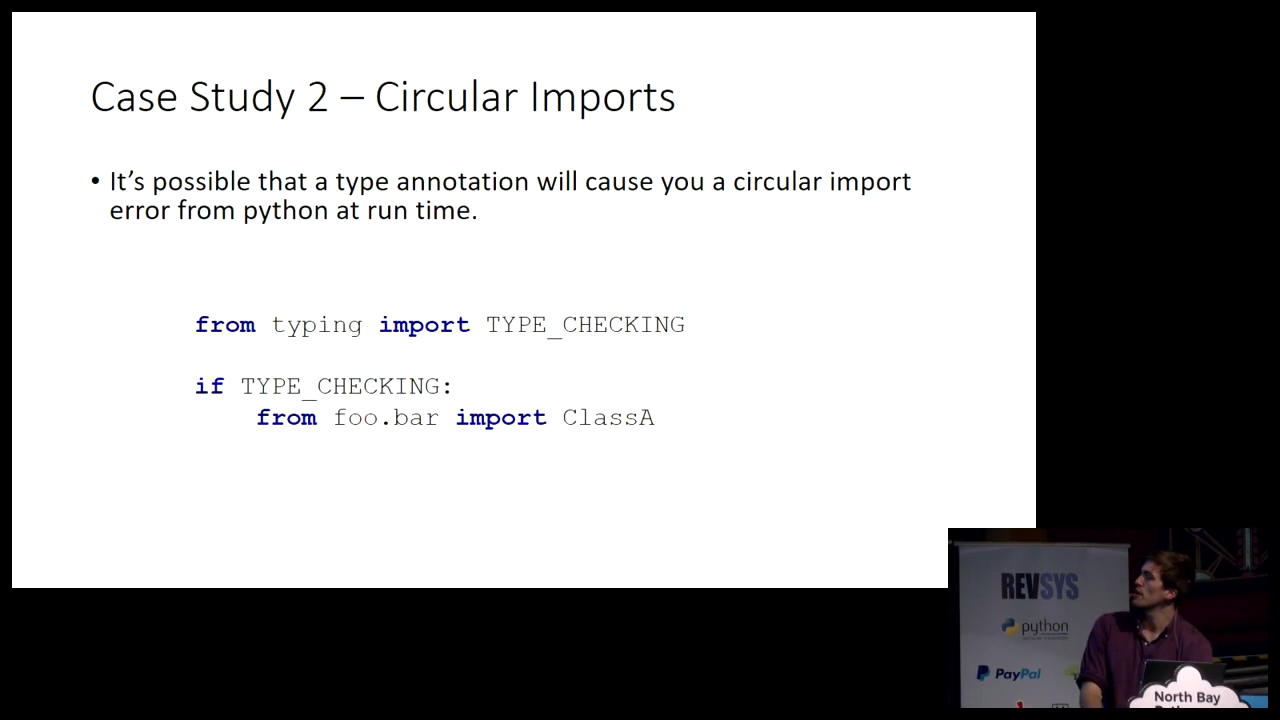 Case Study 2 – Circular Imports
• It’s possible that a type annotation will cause you a circular import
error from python at run time.
from typing import TYPE_CHECKING
if TYPE_CHECKING:
from foo.bar import ClassA
REVSYS
python
PayPal
North Bay